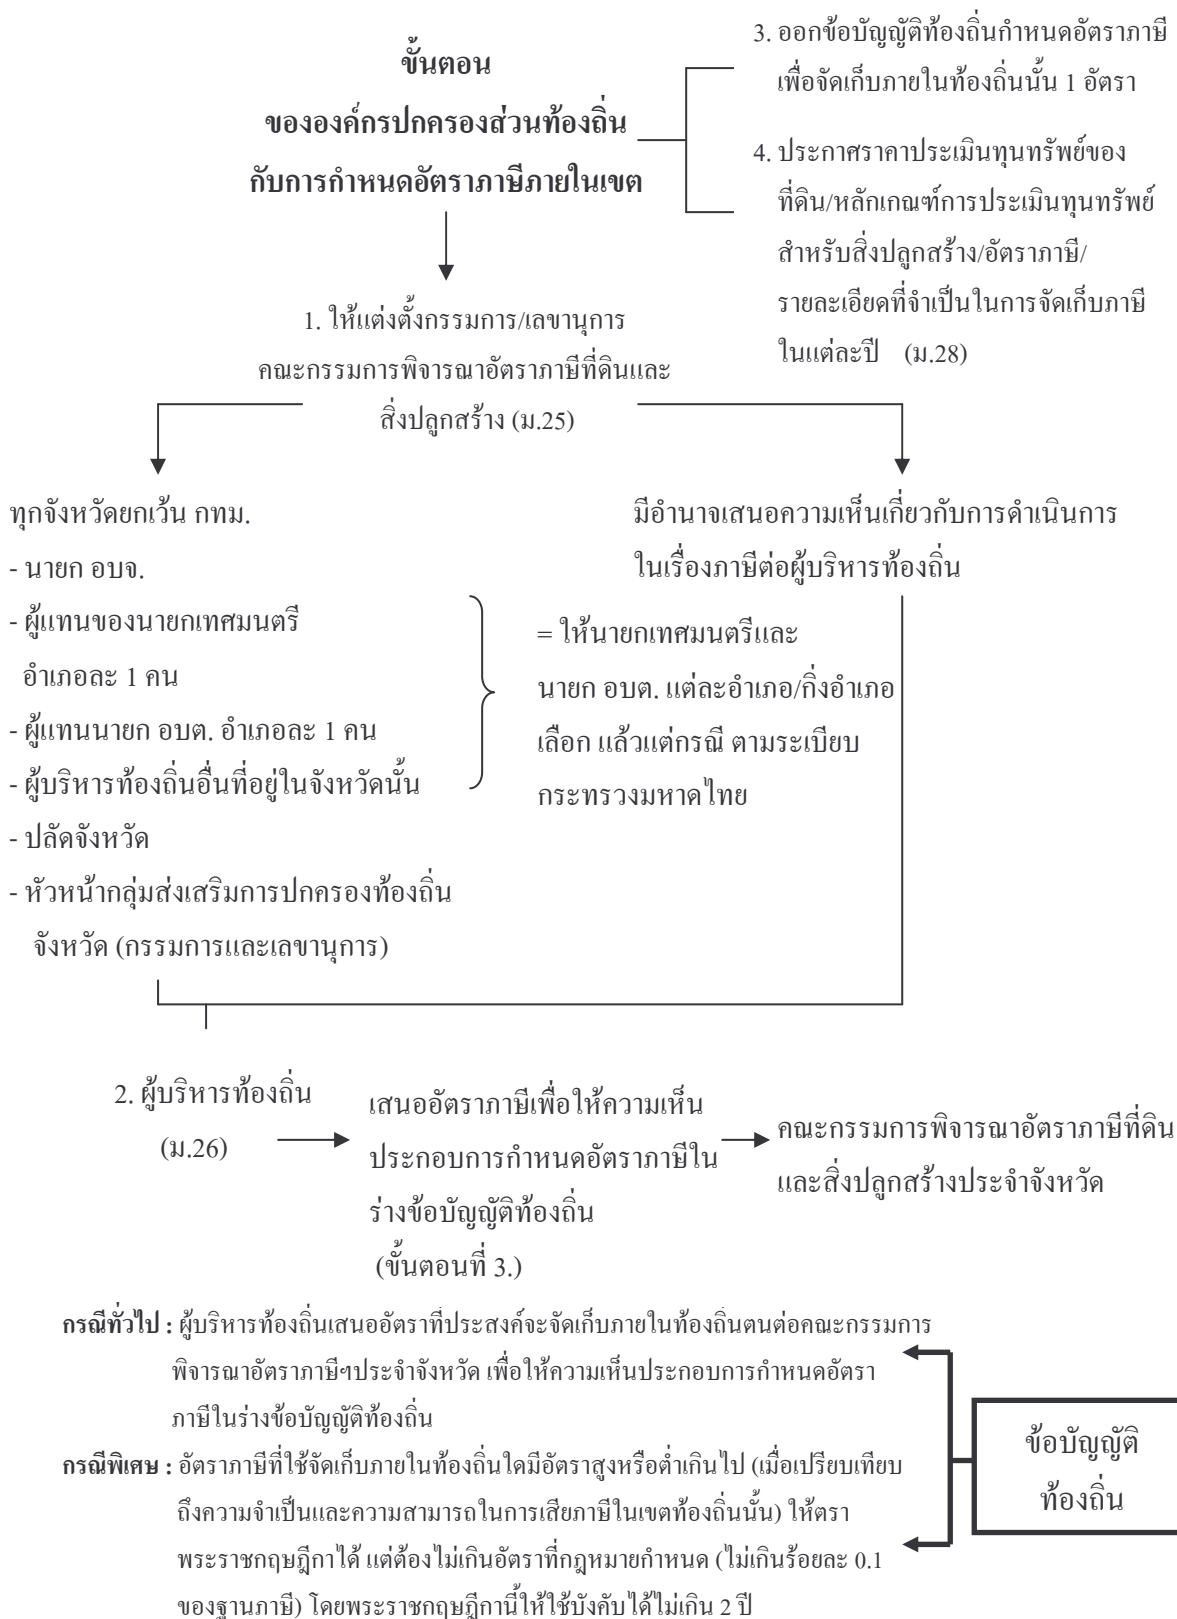 ขั้นตอน
ขององค์กรปกครองส่วนท้องถิ่น
กับการกำหนดอัตราภาษีภายในเขต
3. ออกข้อบัญญัติท้องถิ่นกำหนดอัตราภาษี
เพื่อจัดเก็บภายในท้องถิ่นนั้น 1 อัตรา
4. ประกาศราคาประเมินทุนทรัพย์ของ
ที่ดิน/หลักเกณฑ์การประเมินทุนทรัพย์
สำหรับสิ่งปลูกสร้าง/อัตราภาษี/
รายละเอียดที่จำเป็นในการจัดเก็บภาษี
ในแต่ละปี (ม.28)
1. ให้แต่งตั้งกรรมการ/เลขานุการ
คณะกรรมการพิจารณาอัตราภาษีที่ดินและ
สิ่งปลูกสร้าง (ม.25)
ทุกจังหวัดยกเว้น กทม.
- นายก อบจ.
- ผู้แทนของนายกเทศมนตรี
อำเภอละ 1 คน
- ผู้แทนนายก อบต. อำเภอละ 1 คน
- ผู้บริหารท้องถิ่นอื่นที่อยู่ในจังหวัดนั้น
- ปลัดจังหวัด
- หัวหน้ากลุ่มส่งเสริมการปกครองท้องถิ่น
จังหวัด (กรรมการและเลขานุการ)
= ให้นายกเทศมนตรีและ
นายก อบต. แต่ละอำเภอ/กิ่งอำเภอ
เลือก แล้วแต่กรณี ตามระเบียบ
กระทรวงมหาดไทย
มีอำนาจเสนอความเห็นเกี่ยวกับการดำเนินการ
ในเรื่องภาษีต่อผู้บริหารท้องถิ่น
2. ผู้บริหารท้องถิ่น
(ม.26)
เสนออัตราภาษีเพื่อให้ความเห็น
ประกอบการกำหนดอัตราภาษีใน
ร่างข้อบัญญัติท้องถิ่น
(ขั้นตอนที่ 3.)
คณะกรรมการพิจารณาอัตราภาษีที่ดิน
และสิ่งปลูกสร้างประจำจังหวัด
กรณีทั่วไป : ผู้บริหารท้องถิ่นเสนออัตราที่ประสงค์จะจัดเก็บภายในท้องถิ่นตนต่อคณะกรรมการ
พิจารณาอัตราภาษีฯประจำจังหวัด เพื่อให้ความเห็นประกอบการกำหนดอัตรา
ภาษีในร่างข้อบัญญัติท้องถิ่น
กรณีพิเศษ : อัตราภาษีที่ใช้จัดเก็บภายในท้องถิ่นใดมีอัตราสูงหรือต่ำเกินไป (เมื่อเปรียบเทียบ
ถึงความจำเป็นและความสามารถในการเสียภาษีในเขตท้องถิ่นนั้น) ให้ตรา
พระราชกฤษฎีกาได้ แต่ต้องไม่เกินอัตราที่กฎหมายกำหนด (ไม่เกินร้อยละ 0.1
ของฐานภาษี) โดยพระราชกฤษฎีกานี้ให้ใช้บังคับได้ไม่เกิน 2 ปี
ข้อบัญญัติ
ท้องถิ่น